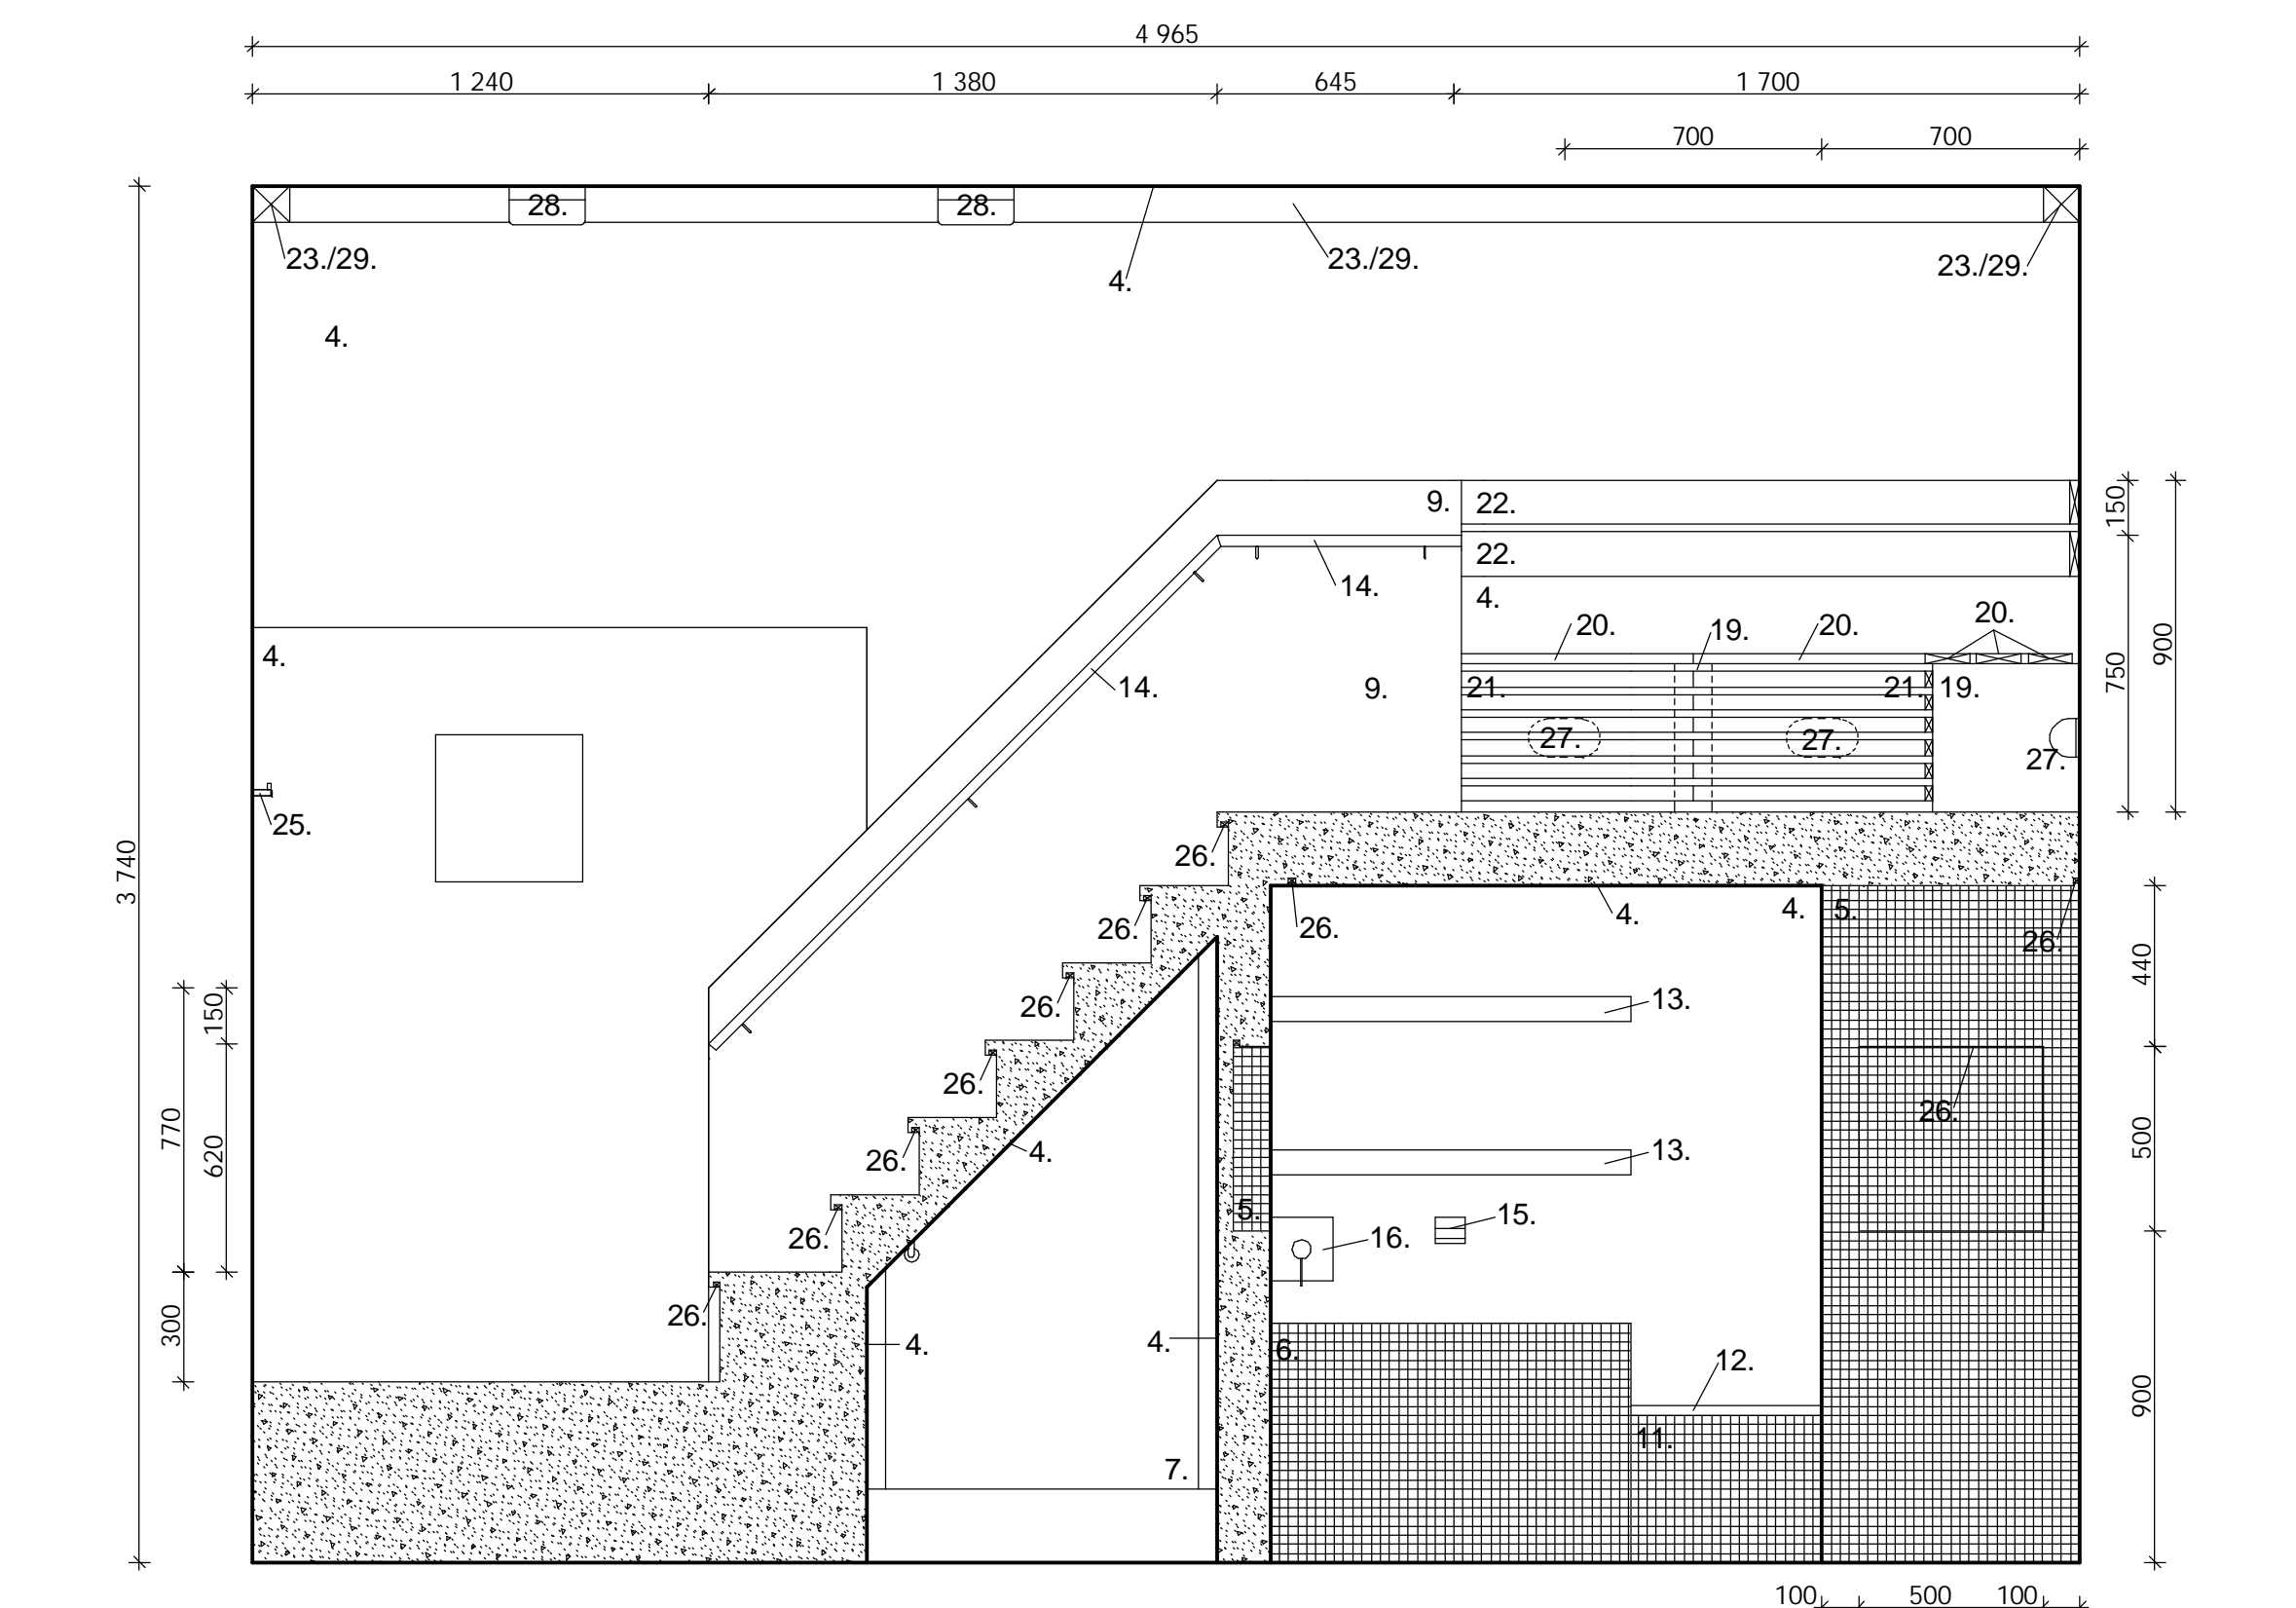 4 965
1 240 1 380 645 1 700
700 700
28. 28.
23./29. 4. 23./29. 23./29.
4.
9. 22. 150
22.
14. 4.
20. 19. 20. 20.
4. 900
14. 9. 21. 21. 19. 750
27. 27. 27.
25.
3 740
26.
26. 26. 4. 4. 5. 26.
440
150 26. 13.
26. 26.
770 620 26. 4. 13. 500
5.
26. 16. 15.
300 26. 4. 4. 6.
12.
900
7. 11.
100 500 100